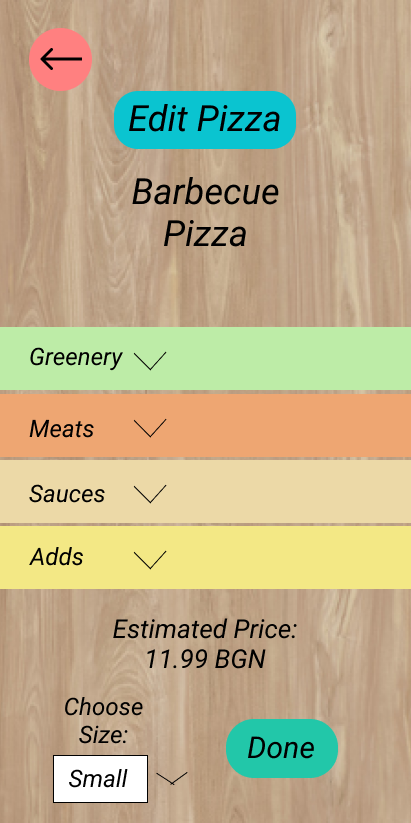 Edit Pizza
Barbecue
Pizza
Greenery
Meats
Sauces
Adds
Estimated Price:
11.99 BGN
Choose
Size:
Small
Done